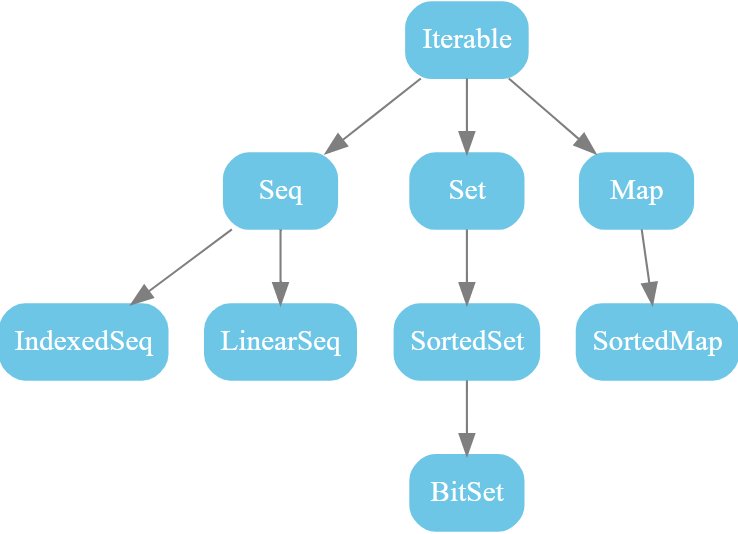 Iterable
Seq
Set
Map
IndexedSeq
LinearSeq
SortedSet
SortedMap
BitSet